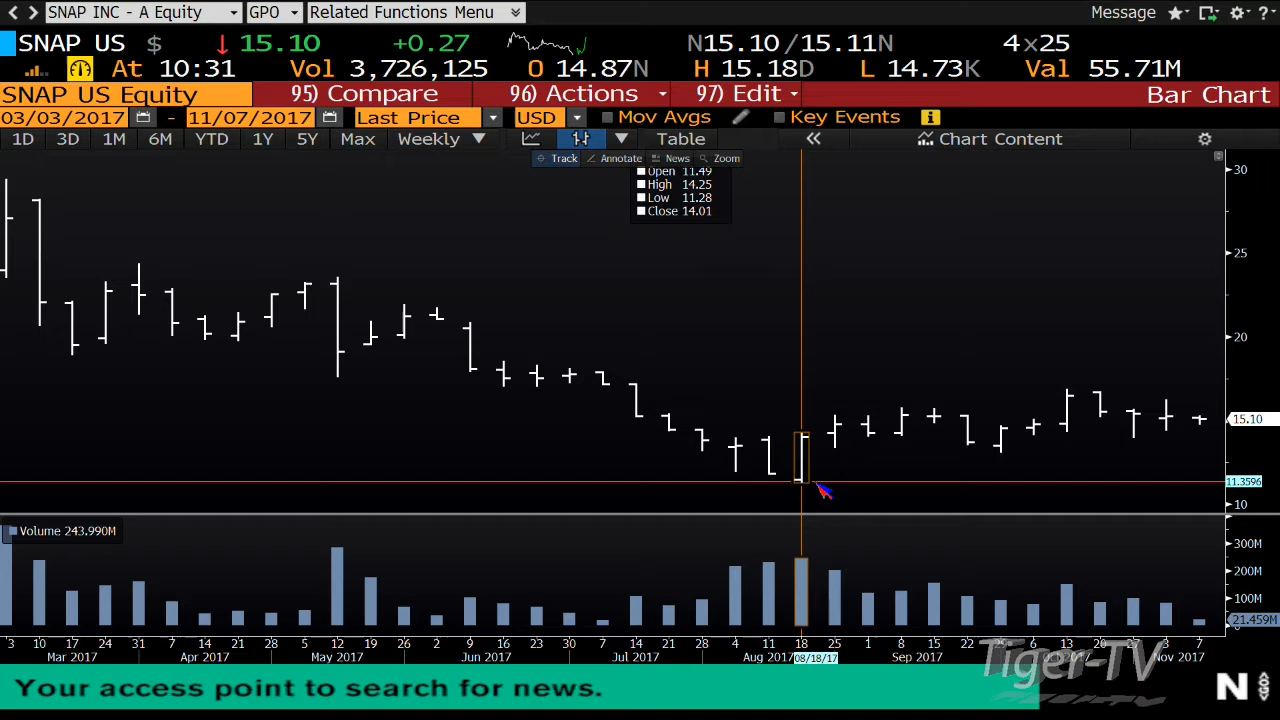 SNAP INC - A Equity GPO Related Functions Menu Message ?
SNAP US $ ↓ 15.10 +0.27 N15.10 /15.11N 4x25
At 10:31 Vol 3,726,125 O 14.87N H 15.18D L 14.73K Val 55.71M
SNAP US Equity 95) Compare 96) Actions 97) Edit Bar Chart
03/03/2017 - 11/07/2017 Last Price USD Mov Avgs Key Events
1D 3D 1M 6M YTD 1Y 5Y Max Weekly Table « Chart Content
Track Annotate News Zoom
Open 11.49
High 14.25
Low 11.28
Close 14.01
30
25
20
15.10
11.3596
10
Volume 243.990M
300M
200M
100M
21.459M
0
3 10 17 24 31 7 14 21 28 5 12 19 26 2 9 16 23 30 7 14 21 28 4 11 18 25 1 8 15 22 29 6 13 20 27 3 7
Mar 2017 Apr 2017 May 2017 Jun 2017 Jul 2017 Aug 2017 08/18/17 Sep 2017 Oct 2017 Nov 2017
Tiger-TV
Your access point to search for news.
N